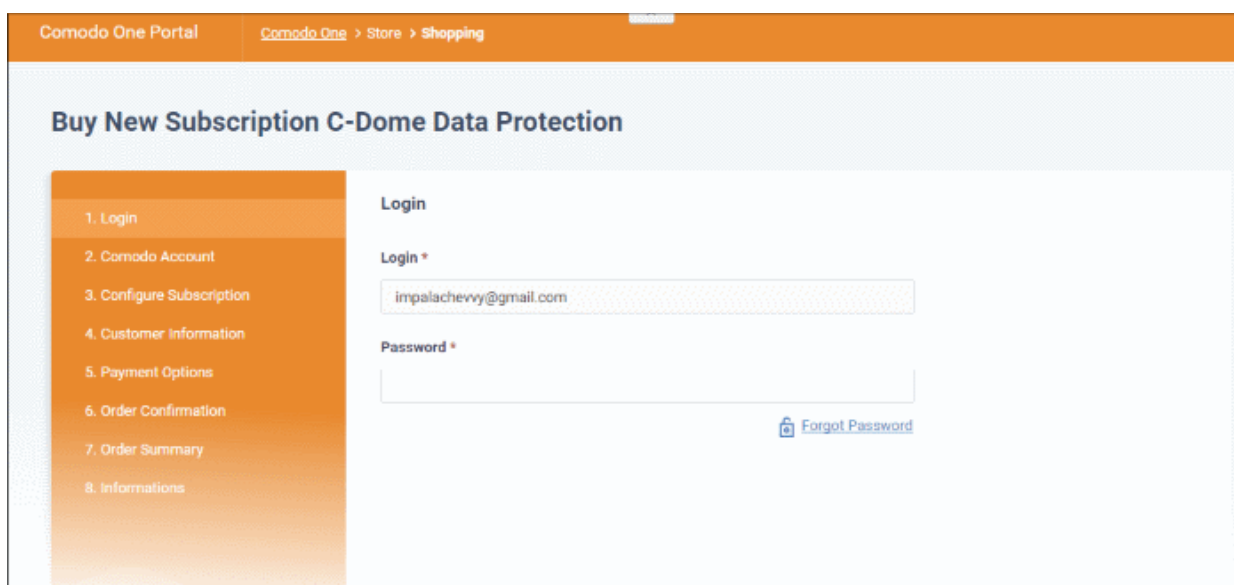 Comodo One Portal
Comodo One > Store > Shopping
Buy New Subscription C-Dome Data Protection
1. Login
2. Comodo Account
3. Configure Subscription
4. Customer Information
5. Payment Options
6. Order Confirmation
7. Order Summary
8. Informations
Login
Login *
impalachevvy@gmail.com
Password *
Forgot Password